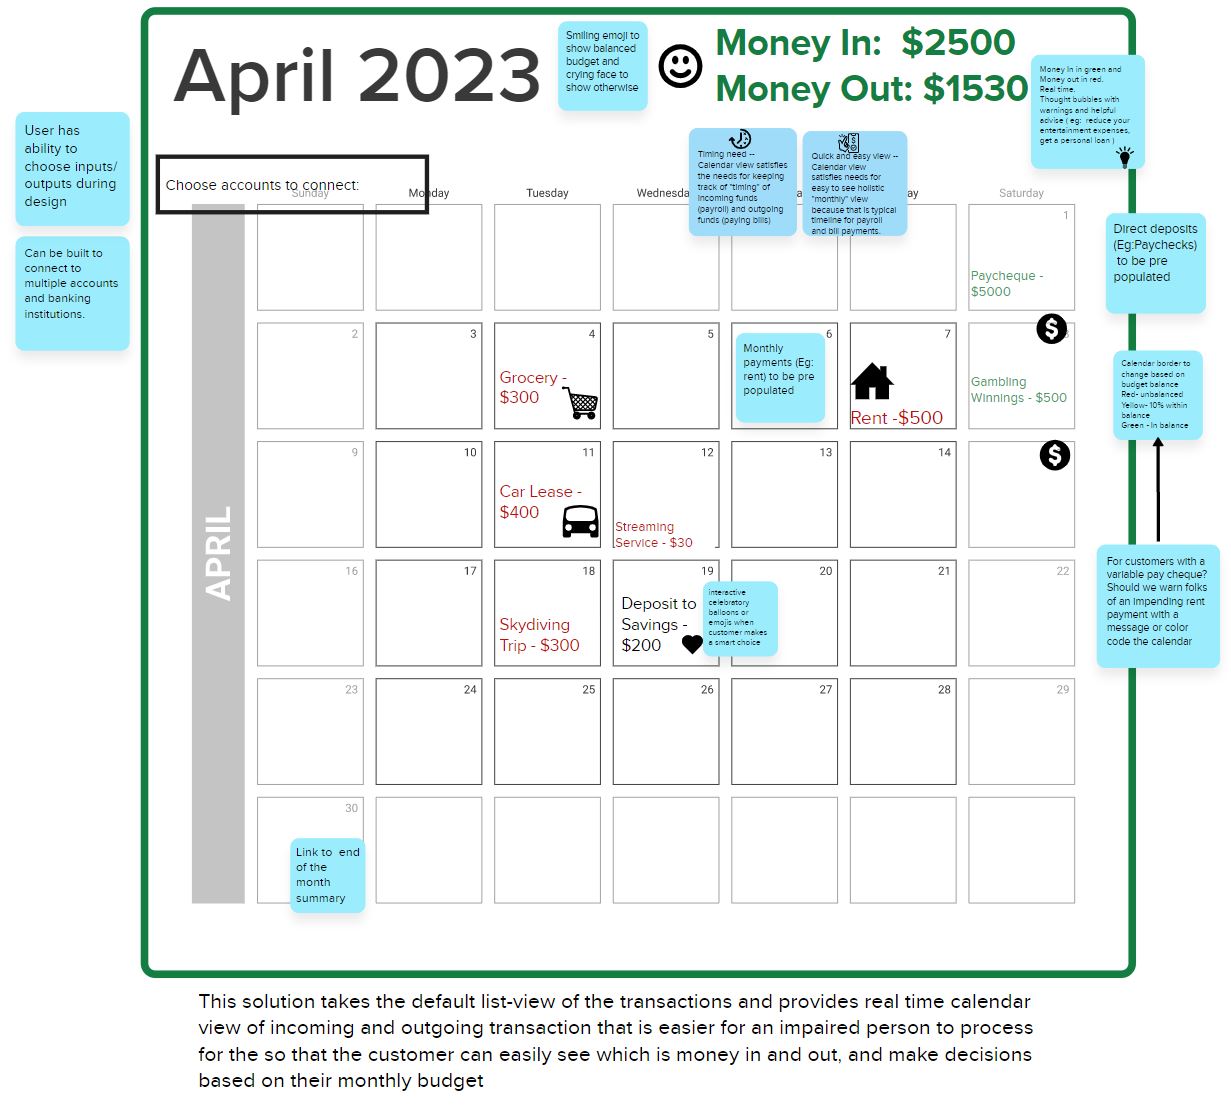 April 2023
Smiling emoji to
show balanced
budget and
crying face to
show otherwise
Money In:  $2500
Money Out: $1530
Money In in green and
Money out in red.
Real time.
Thought bubbles with
warnings and helpful
advise ( eg:  reduce your
entertainment expenses,
get a personal loan )
User has
ability to
choose inputs/
outputs during
design
Can be built to
connect to
multiple accounts
and banking
institutions.
Choose accounts to connect:
Timing need --
Calendar view satisfies
the needs for keeping
track of "timing" of
incoming funds
(payroll) and outgoing
funds (paying bills)
Quick and easy view --
Calendar view
satisfies needs for
easy to see holistic
"monthly" view
because that is typical
timeline for payroll
and bill payments.
Sunday
Monday
Tuesday
Wednesda
ay
Saturday
APRIL
1
Paycheque -
$5000
Direct deposits
(Eg:Paychecks)
to be pre
populated
2
3
4
Grocery -
$300
5
6
Monthly
payments (Eg:
rent) to be pre
populated
7
Rent -$500
$
Gambling
Winnings - $500
Calendar border to
change based on
budget balance
Red- unbalanced
Yellow- 10% within
balance
Green - In balance
9
10
11
Car Lease -
$400
12
Streaming
Service - $30
13
14
$
For customers with a
variable pay cheque?
Should we warn folks
of an impending rent
payment with a
message or color
code the calendar
16
17
18
Skydiving
Trip - $300
19
Deposit to
Savings -
$200
interactive
celebratory
balloons or
emojis when
customer makes
a smart choice
20
21
22
23
24
25
26
27
28
29
30
Link to  end
of the
month
summary
This solution takes the default list-view of the transactions and provides real time calendar
view of incoming and outgoing transaction that is easier for an impaired person to process
for the so that the customer can easily see which is money in and out, and make decisions
based on their monthly budget